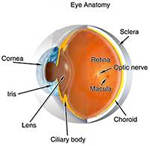 Eye Anatomy
Sclera
Cornea
Retina
Optic nerve
Macula
Iris
Lens
Choroid
Ciliary body